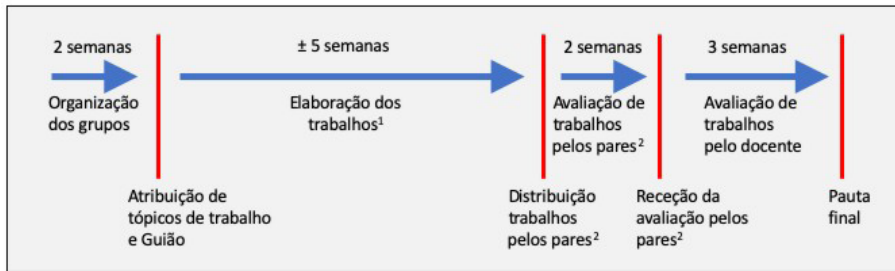 2 semanas
± 5 semanas
2 semanas
3 semanas
Organização
dos grupos
Elaboração dos
trabalhos¹
Avaliação de
trabalhos
pelos pares²
Avaliação de
trabalhos
pelo docente
Atribuição de
tópicos de trabalho
e Guião
Distribuição
trabalhos
pelos pares²
Receção da
avaliação pelos
pares²
Pauta
final